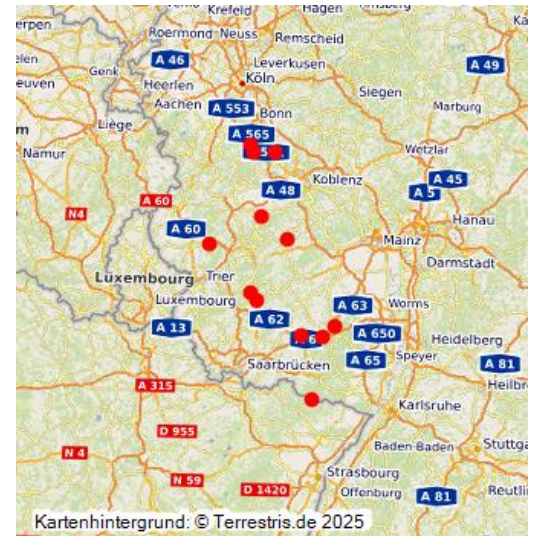 Krefeld
Hagen
Roermond Neuss
Remscheid
A 46
Leverkusen
A 49
Genk
Heerlen
Köln
Siegen
Aachen
A 553
Bonn
Marburg
Liège
A 565
Namur
Wetzlar
A 48
Koblenz
A 45
A 60
A 5
N4
Hanau
A 60
Mainz
Luxembourg
Trier
Darmstadt
Luxembourg
A 63
Worms
A 62
A 13
A 650
Heidelberg
Saarbrücken
A 65
Speyer
A 81
A 315
Karlsruhe
D 955
N 4
Baden-Baden
N 59
Strasbourg
D 1420
Offenburg
A 81
Kartenhintergrund: © Terrestris.de 2025